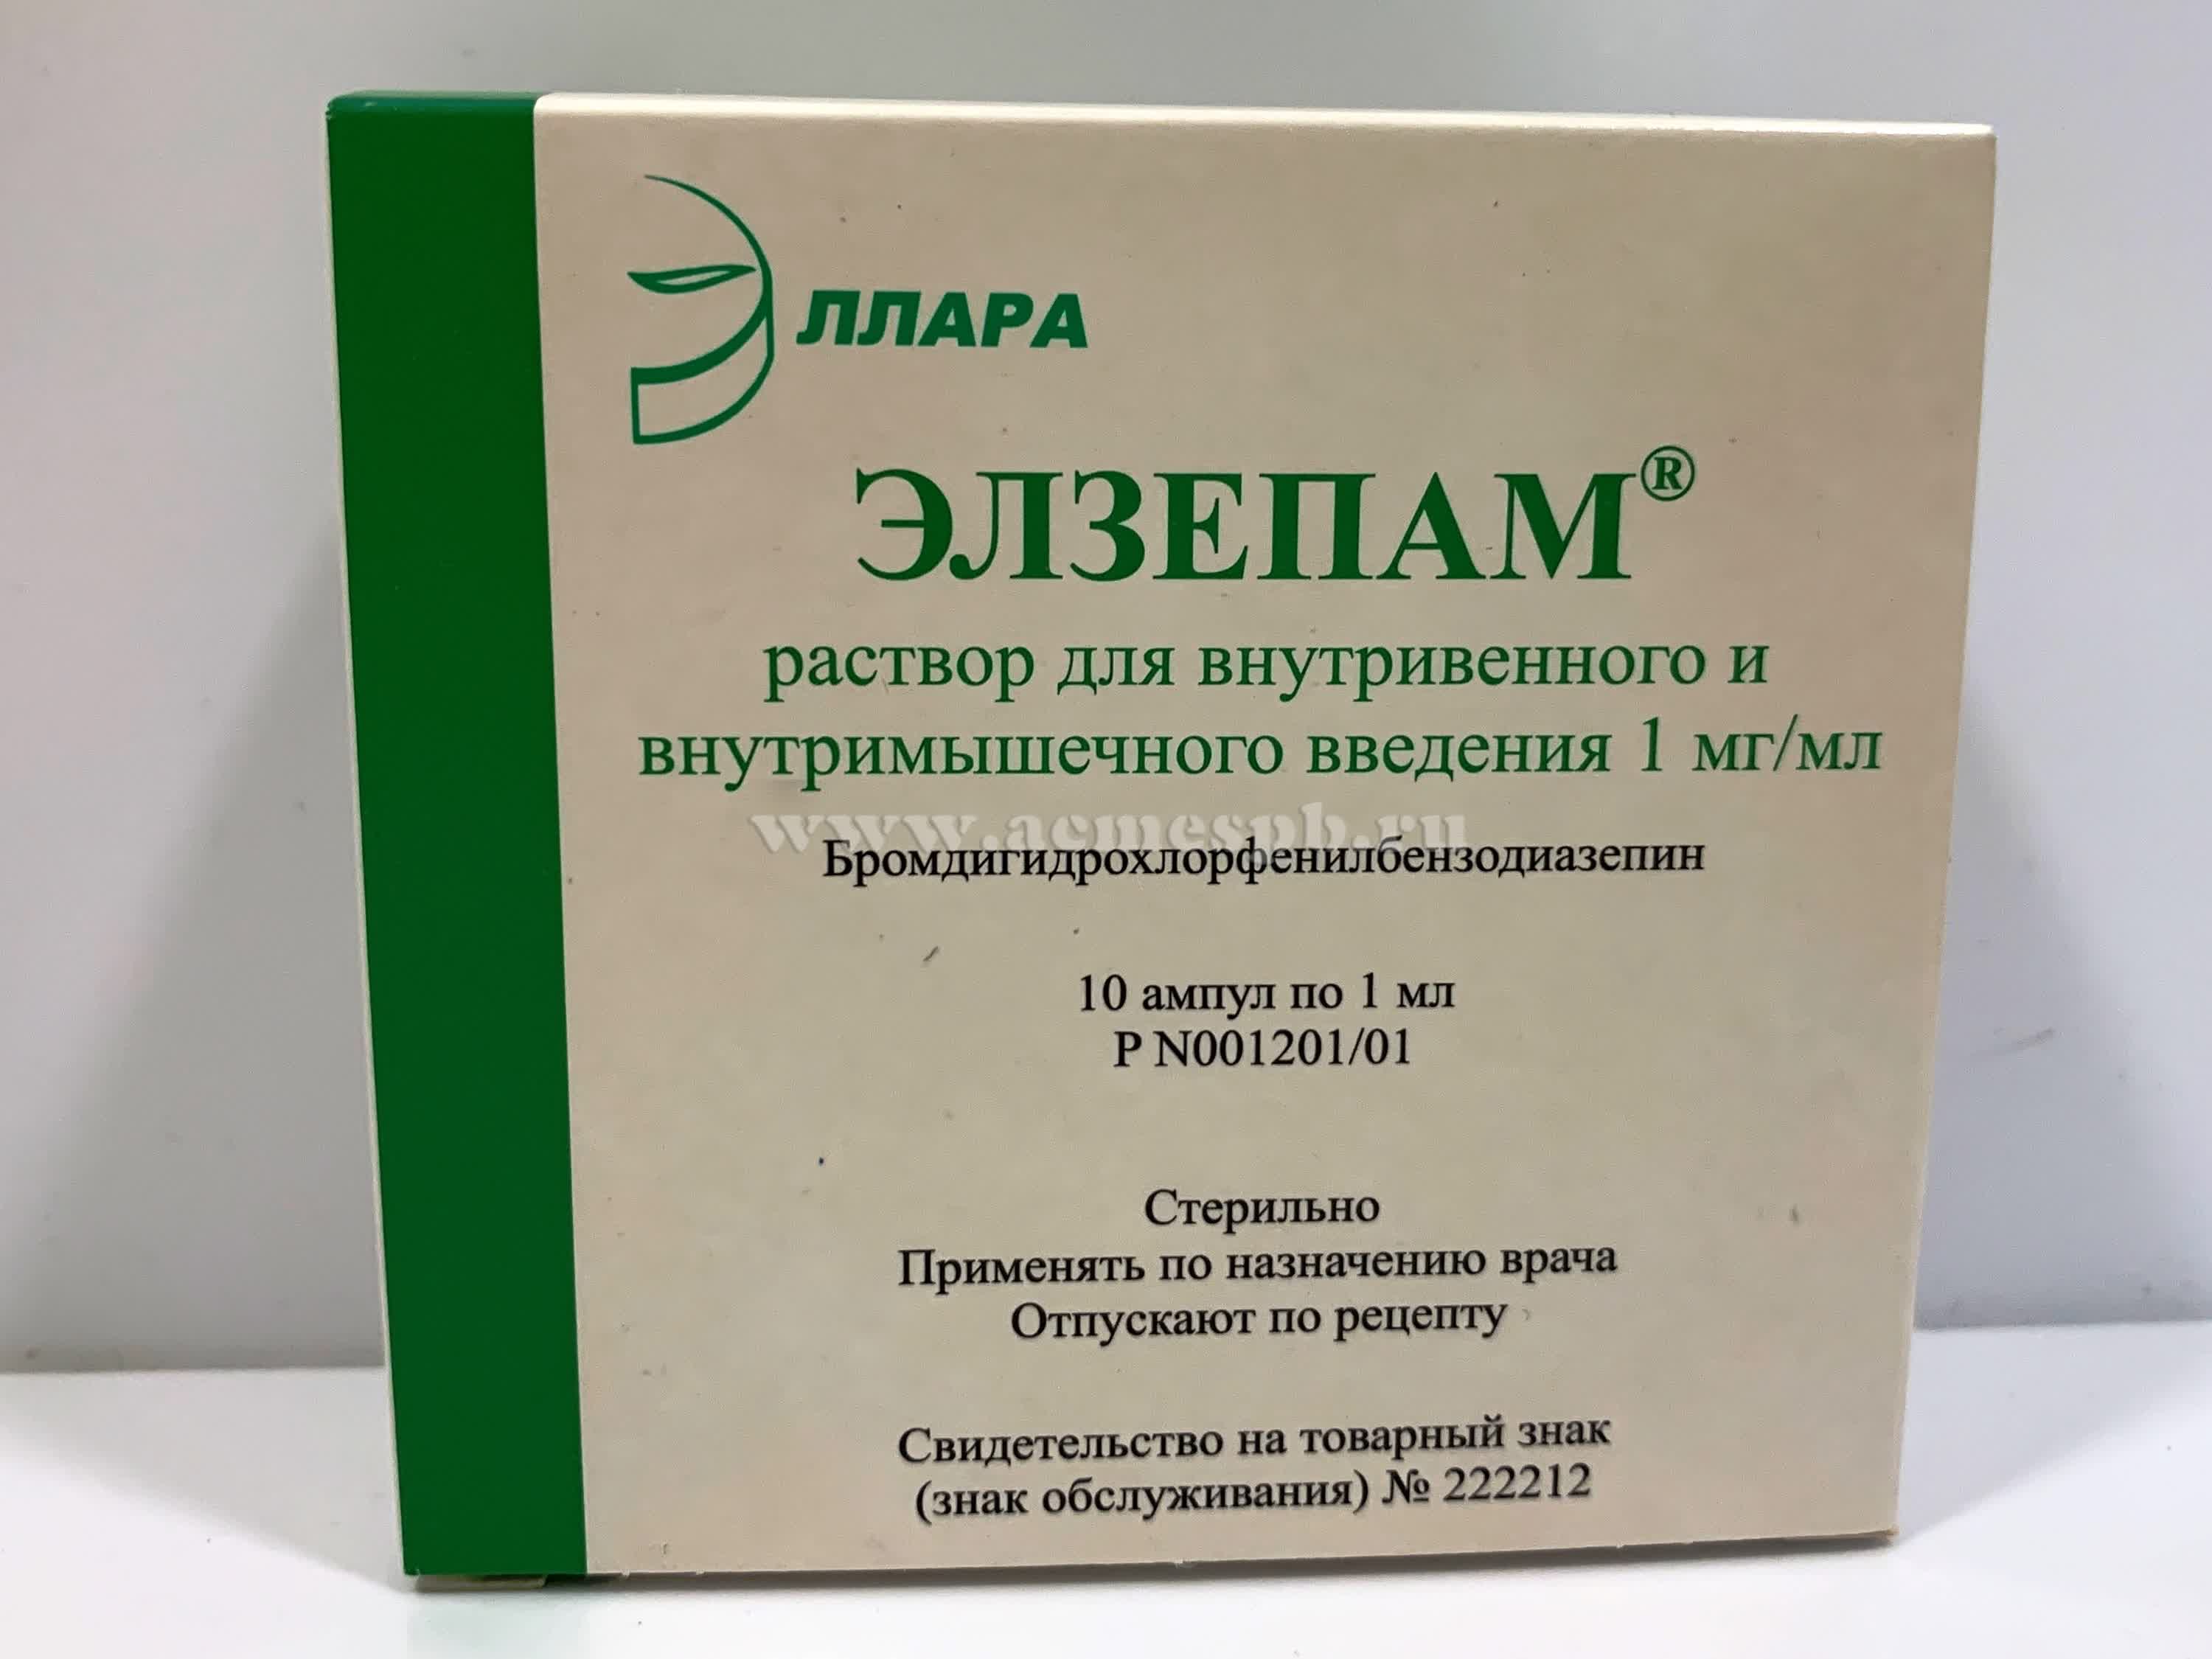 ЭЛЛАРА
ЭЛЗЕПАМ®
раствор для внутривенного и
внутримышечного введения 1 мг/мл
www.acmespb.ru
Бромдигидрохлорфенилбензодиазепин
10 ампул по 1 мл
Р N001201/01
Стерильно
Применять по назначению врача
Отпускают по рецепту
Свидетельство на товарный знак
(знак обслуживания) № 222212